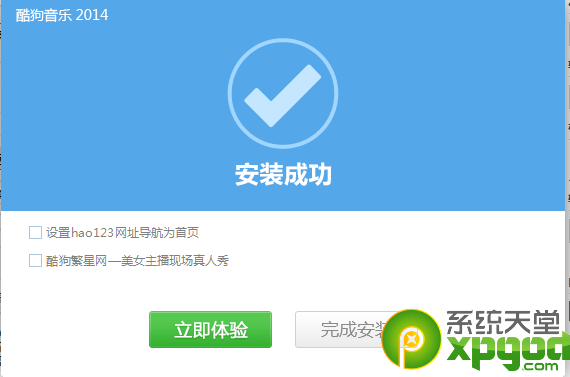 酷狗音乐 2014
安装成功
设置hao123网址导航为首页
酷狗繁星网—美女主播现场真人秀
立即体验
完成安装
系统天堂
xpgod